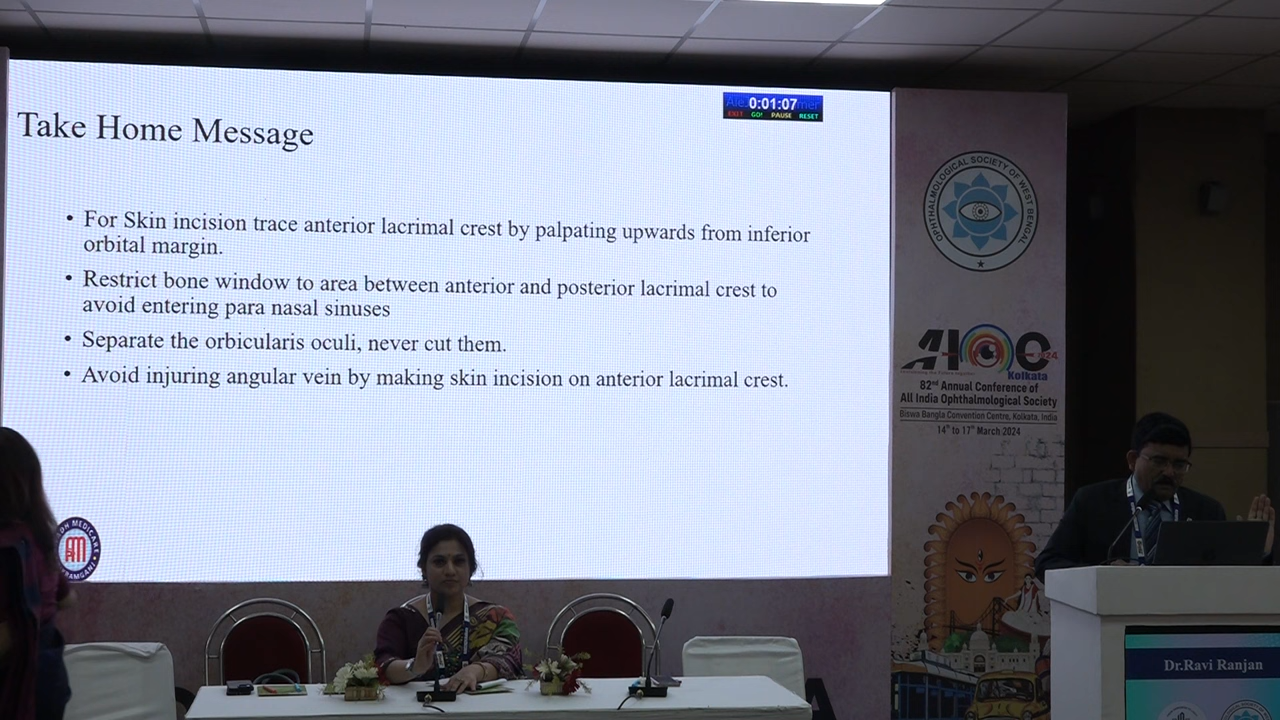 Take Home Message
0:01:07
EXIT GO! PAUSE RESET
• For Skin incision trace anterior lacrimal crest by palpating upwards from inferior
orbital margin.
• Restrict bone window to area between anterior and posterior lacrimal crest to
avoid entering para nasal sinuses
• Separate the orbicularis oculi, never cut them.
• Avoid injuring angular vein by making skin incision on anterior lacrimal crest.
OPHTHALMOLOGICAL SOCIETY OF WEST BENGAL
AIOC
2024
Kolkata
82nd Annual Conference of
All India Ophthalmological Society
Biswa Bangla Convention Centre, Kolkata, India
14th to 17th March 2024
Dr.Ravi Ranjan